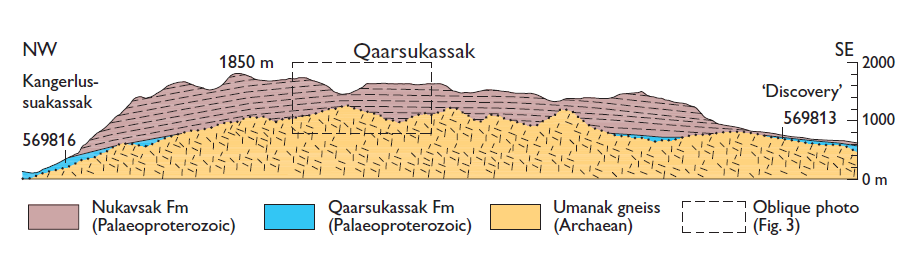 NW
Qaarsukassak
SE
1850 m
2000
Kangerlus-
suakassak
'Discovery'
569813
1000
569816
0 m
Nukavsak Fm
(Palaeoproterozoic)
Qaarsukassak Fm
(Palaeoproterozoic)
Umanak gneiss
(Archaean)
Oblique photo
(Fig. 3)